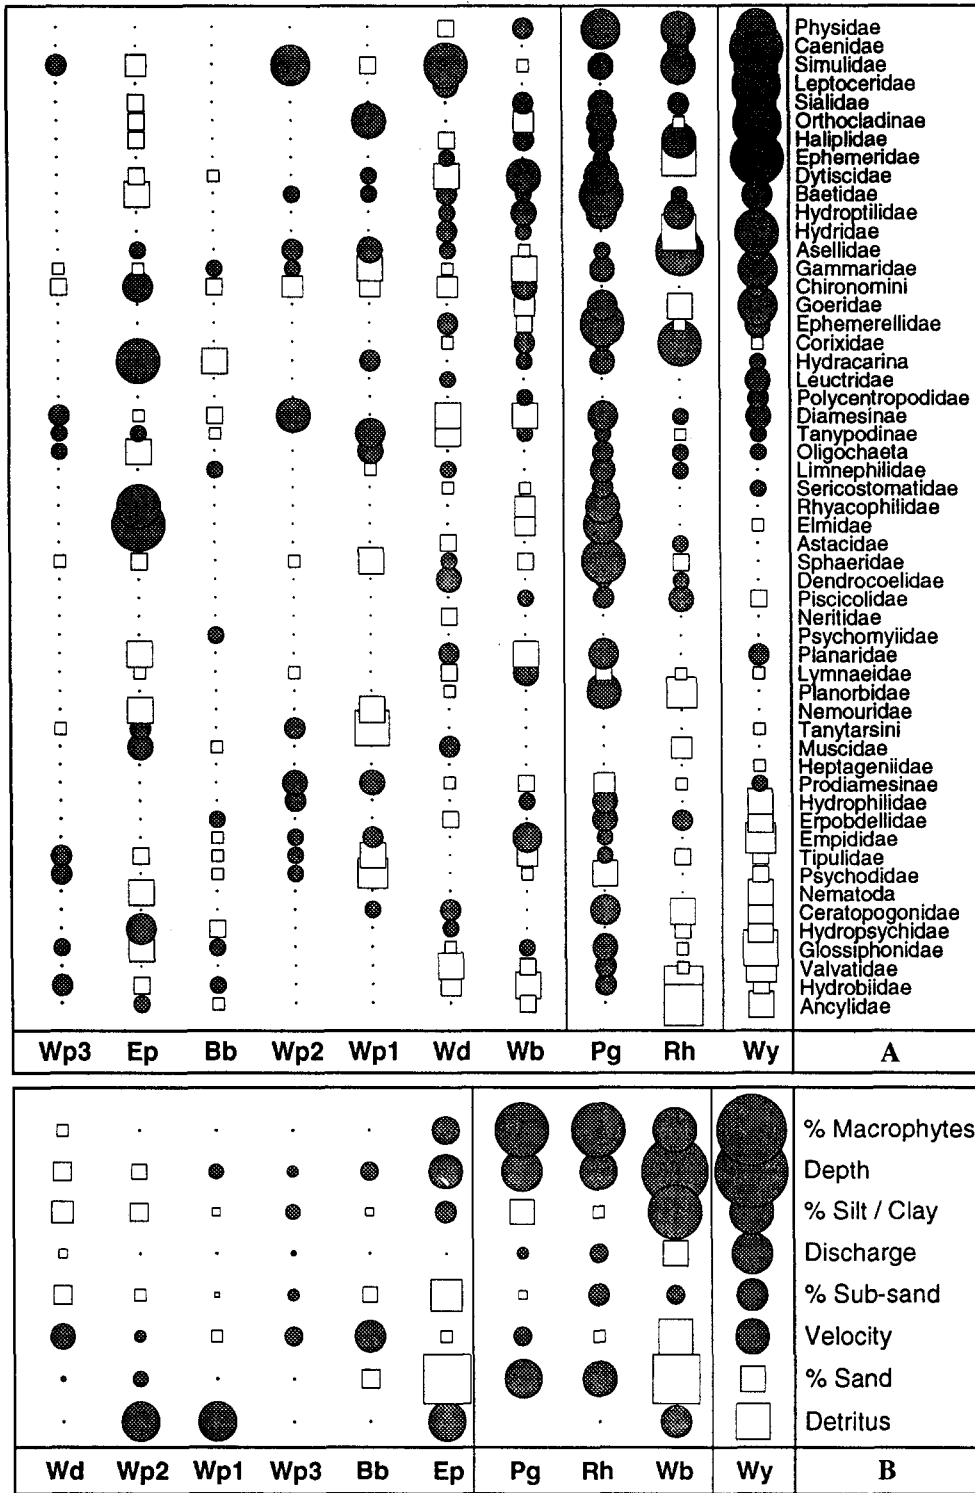 Physidae
Caenidae
Simulidae
Leptoceridae
Sialidae
Orthocladinae
Haliplidae
Ephemeridae
Dytiscidae
Baetidae
Hydroptilidae
Hydridae
Asellidae
Gammaridae
Chironomini
Goeridae
Ephemerellidae
Corixidae
Hydracarina
Leuctridae
Polycentropodidae
Diamesinae
Tanypodinae
Oligochaeta
Limnephilidae
Sericostomatidae
Rhyacophilidae
Elmidae
Astacidae
Sphaeridae
Dendrocoelidae
Piscicolidae
Neritidae
Psychomyiidae
Planaridae
Lymnaeidae
Planorbidae
Nemouridae
Tanytarsini
Muscidae
Heptageniidae
Prodiamesinae
Hydrophilidae
Erpobdellidae
Empididae
Tipulidae
Psychodidae
Nematoda
Ceratopogonidae
Hydropsychidae
Glossiphonidae
Valvatidae
Hydrobiidae
Ancylidae
Wp3 Ep Bb Wp2 Wp1 Wd Wb Pg Rh Wy A
% Macrophytes
Depth
% Silt / Clay
Discharge
% Sub-sand
Velocity
% Sand
Detritus
Wd Wp2 Wp1 Wp3 Bb Ep Pg Rh Wb Wy B